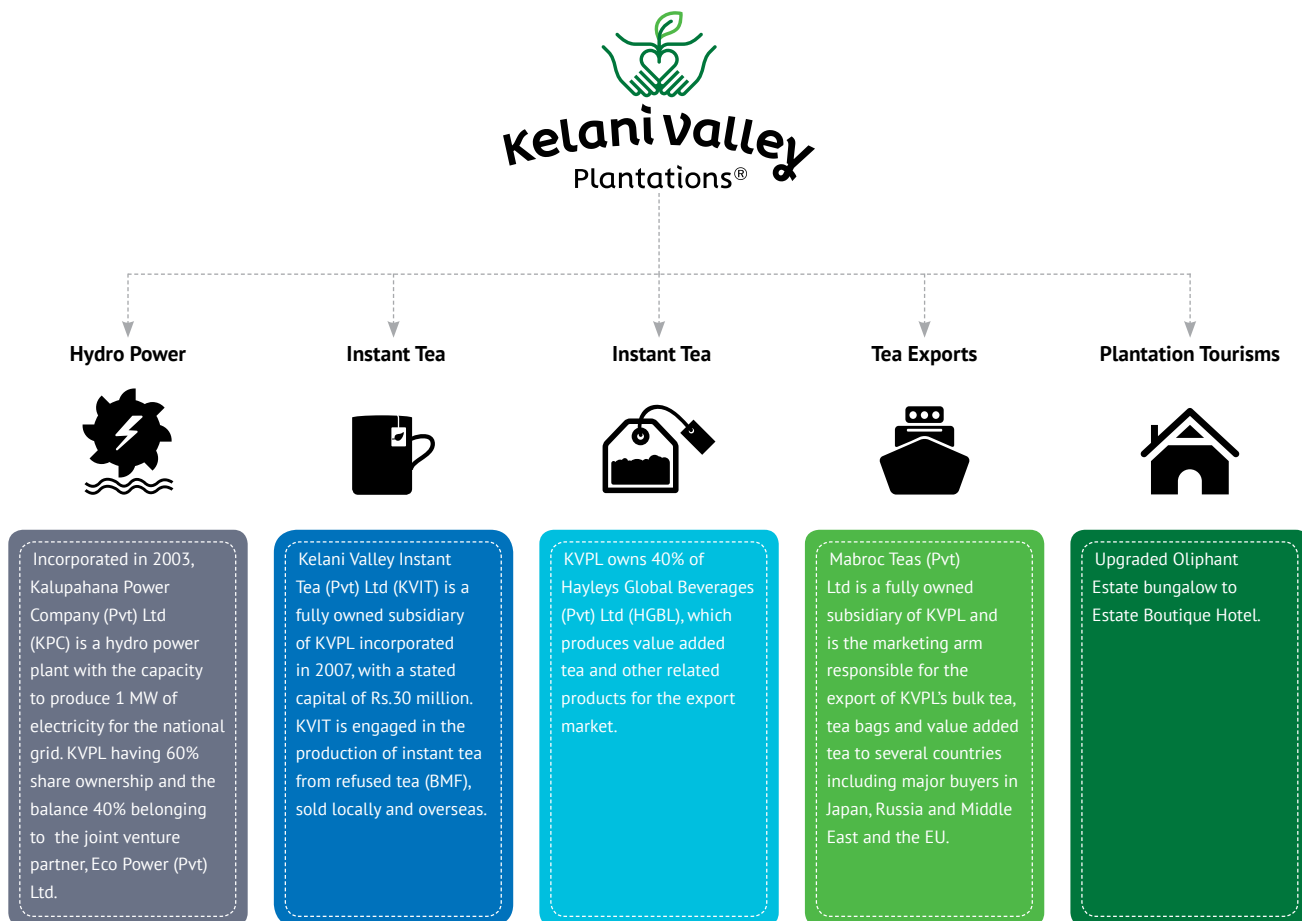 Kelani Valley
Plantations®
Hydro Power
Instant Tea
Instant Tea
Tea Exports
Plantation Tourisms
Incorporated in 2003,
Kalupahana Power
Company (Pvt) Ltd
(KPC) is a hydro power
plant with the capacity
to produce 1 MW of
electricity for the national
grid. KVPL having 60%
share ownership and the
balance 40% belonging
to the joint venture
partner, Eco Power (Pvt)
Ltd.
Kelani Valley Instant
Tea (Pvt) Ltd (KVIT) is a
fully owned subsidiary
of KVPL incorporated
in 2007, with a stated
capital of Rs.30 million.
KVIT is engaged in the
production of instant tea
from refused tea (BMF),
sold locally and overseas.
KVPL owns 40% of
Hayleys Global Beverages
(Pvt) Ltd (HGBL), which
produces value added
tea and other related
products for the export
market.
Mabroc Teas (Pvt)
Ltd is a fully owned
subsidiary of KVPL and
is the marketing arm
responsible for the
export of KVPL’s bulk tea,
tea bags and value added
tea to several countries
including major buyers in
Japan, Russia and Middle
East and the EU.
Upgraded Oliphant
Estate bungalow to
Estate Boutique Hotel.